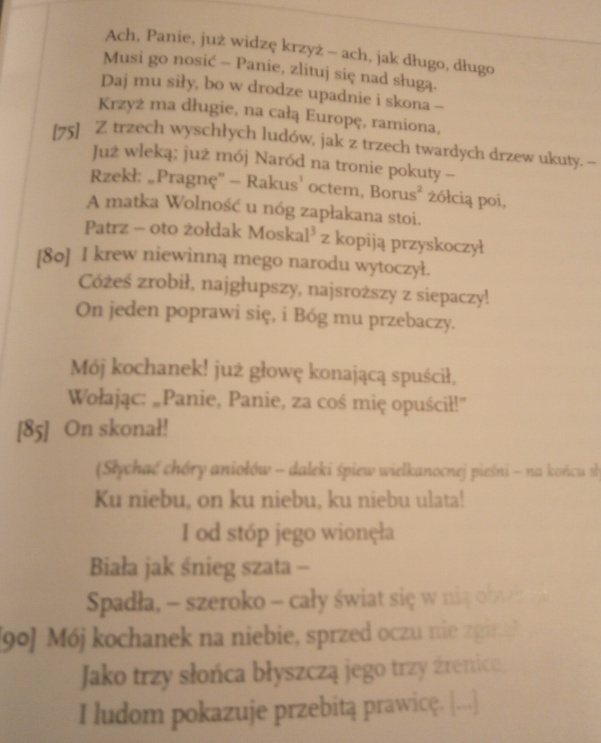 Ach, Panie, już widzę krzyż – ach, jak długo, długo
Musi go nosić – Panie, zlituj się nad sługą.
Daj mu siły, bo w drodze upadnie i skona –
Krzyż ma długie, na całą Europę, ramiona,
[75] Z trzech wyschłych ludów, jak z trzech twardych drzew ukuty. –
Już wleką; już mój Naród na tronie pokuty –
Rzekł: „Pragnę” – Rakus¹ octem, Borus² żółcią poi,
A matka Wolność u nóg zapłakana stoi.
Patrz – oto żołdak Moskal³ z kopiją przyskoczył
[80] I krew niewinną mego narodu wytoczył.
Cóżeś zrobił, najgłupszy, najsroższy z siepaczy!
On jeden poprawi się, i Bóg mu przebaczy.
Mój kochanek! już głowę konającą spuścił,
Wołając: „Panie, Panie, za coś mię opuścił!”
[85] On skonał!
(Słychać chóry aniołów – daleki śpiew wielkanocnej pieśni – na końcu
Ku niebu, on ku niebu, ku niebu ulata!
I od stóp jego wionęła
Biała jak śnieg szata –
Spadła, – szeroko – cały świat się w nią
[90] Mój kochanek na niebie, sprzed oczu nie
Jako trzy słońca błyszczą jego trzy źrenice,
I ludom pokazuje przebitą prawicę. [...]